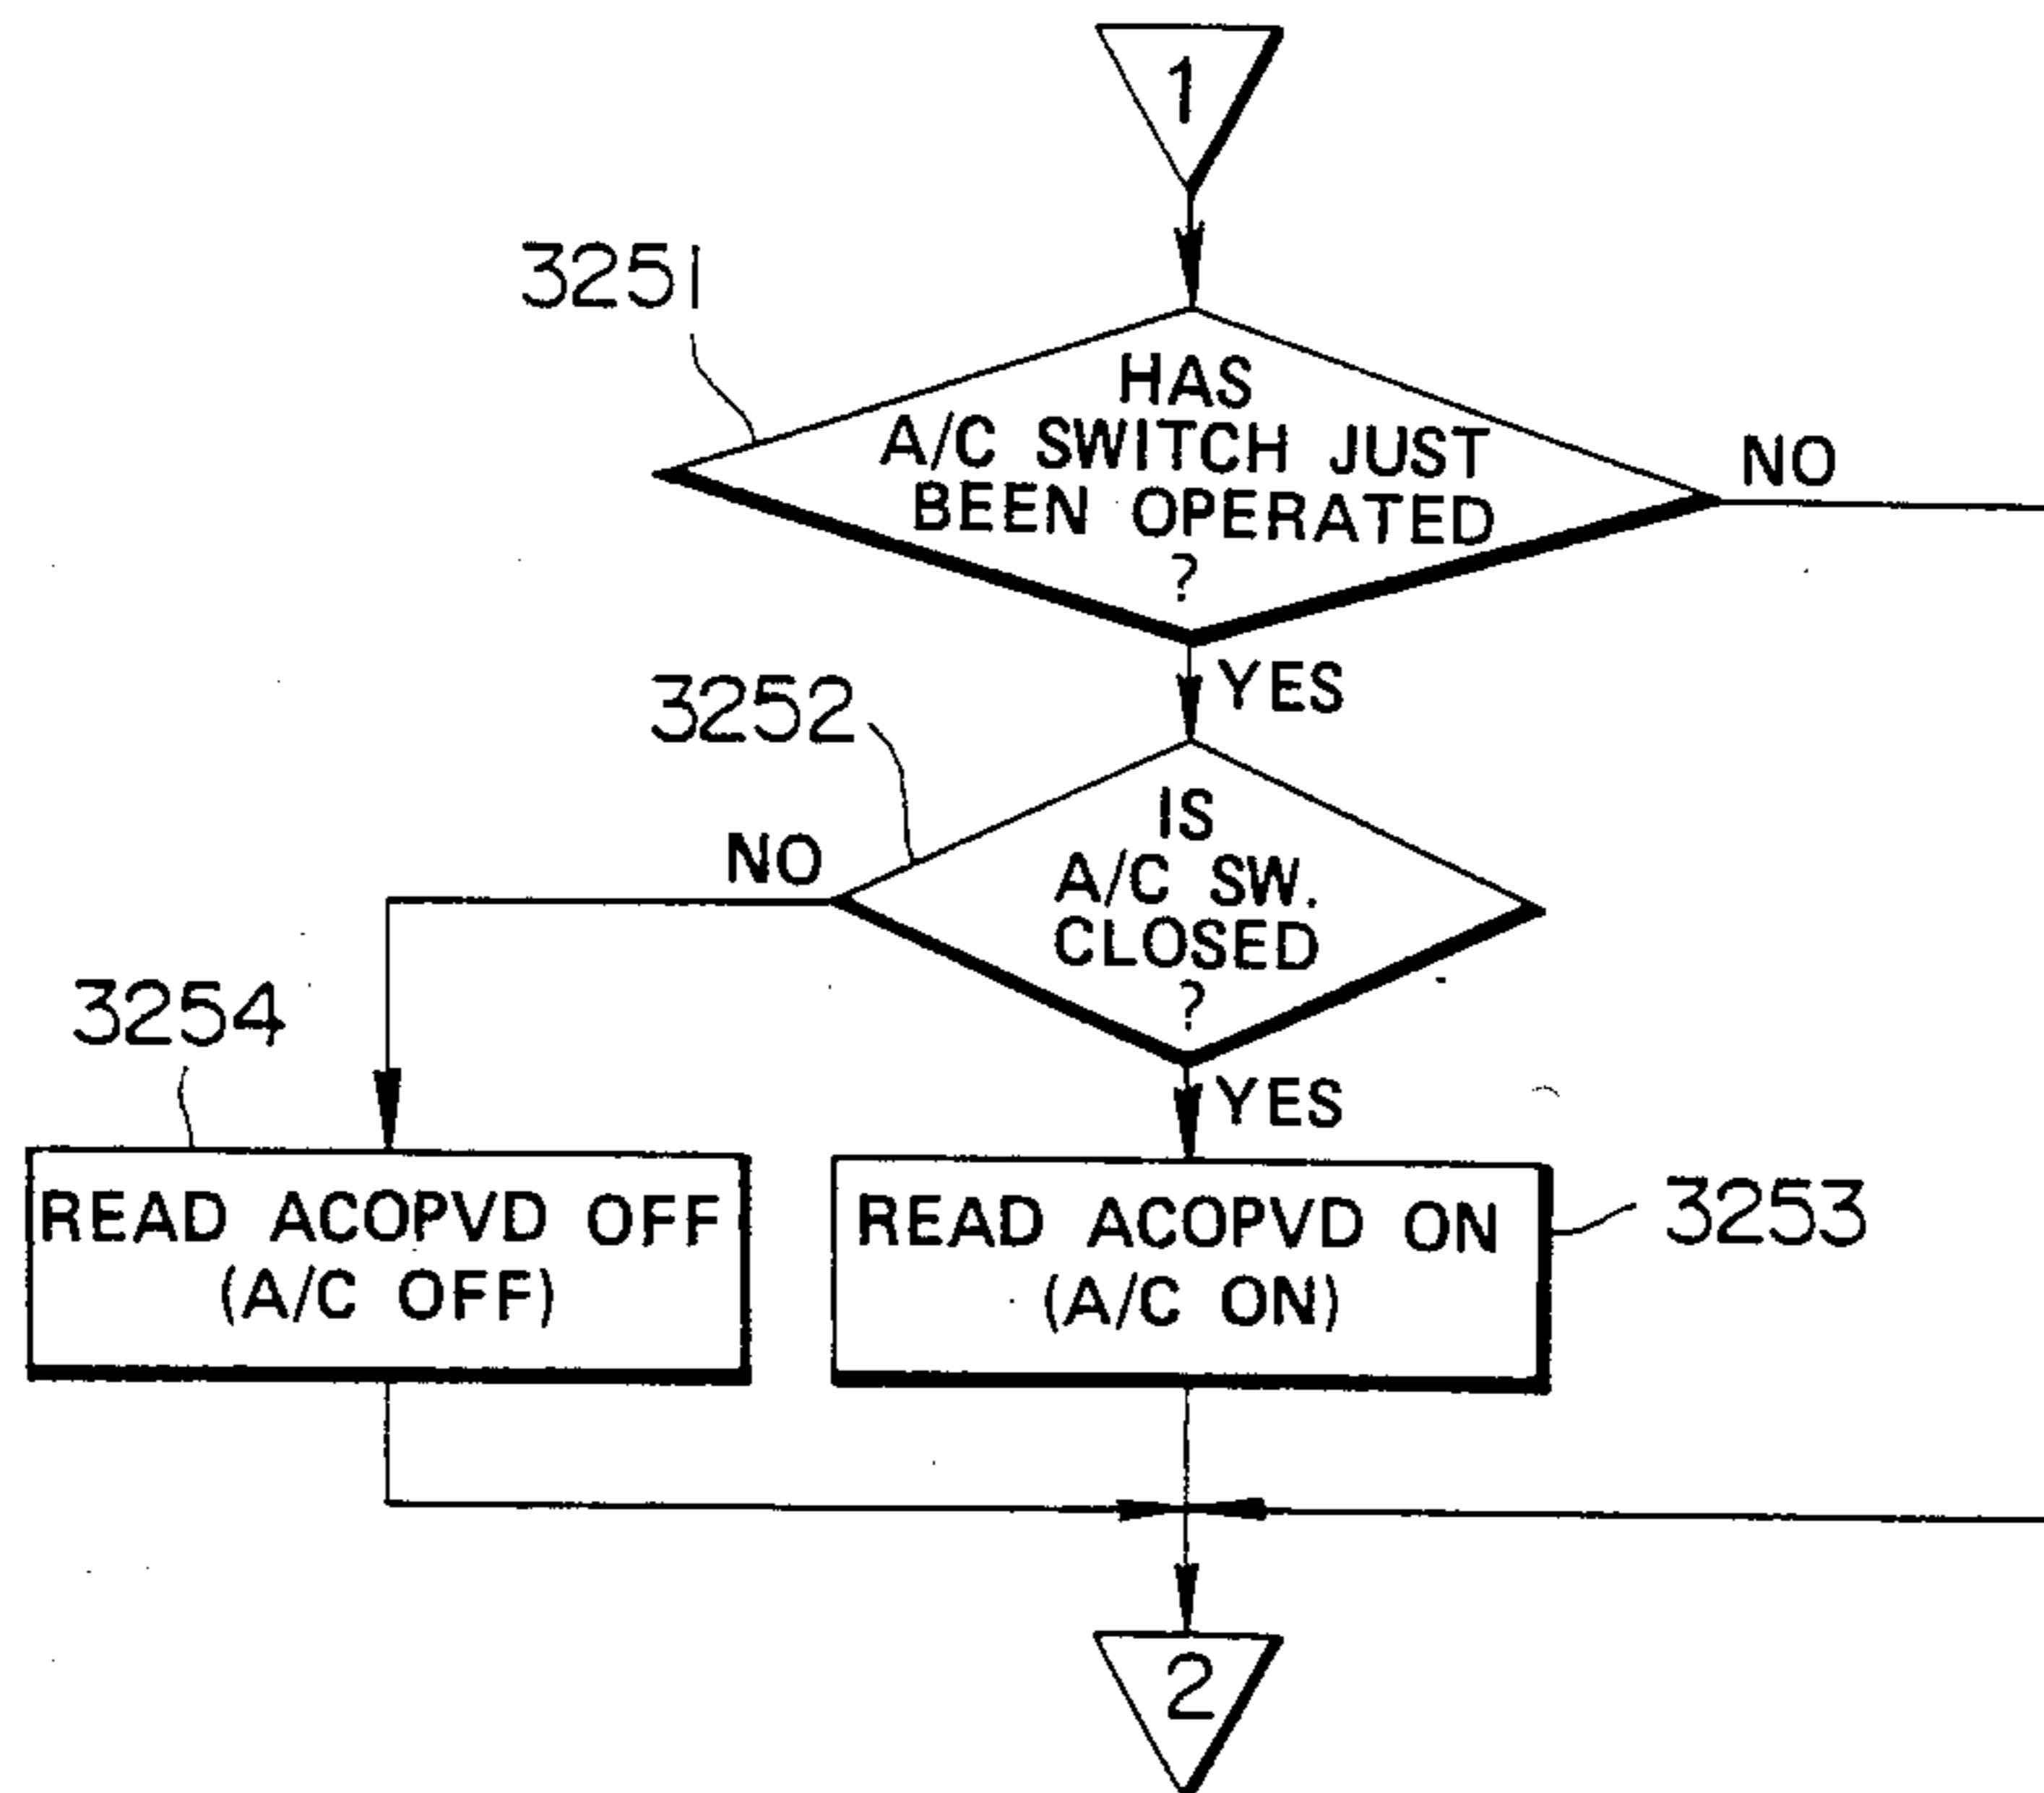 1
3251
HAS
A/C SWITCH JUST
BEEN OPERATED
?
NO
YES
3252
IS
A/C SW.
CLOSED
?
NO
YES
3254
READ ACOPVD OFF
(A/C OFF)
READ ACOPVD ON
(A/C ON)
3253
2